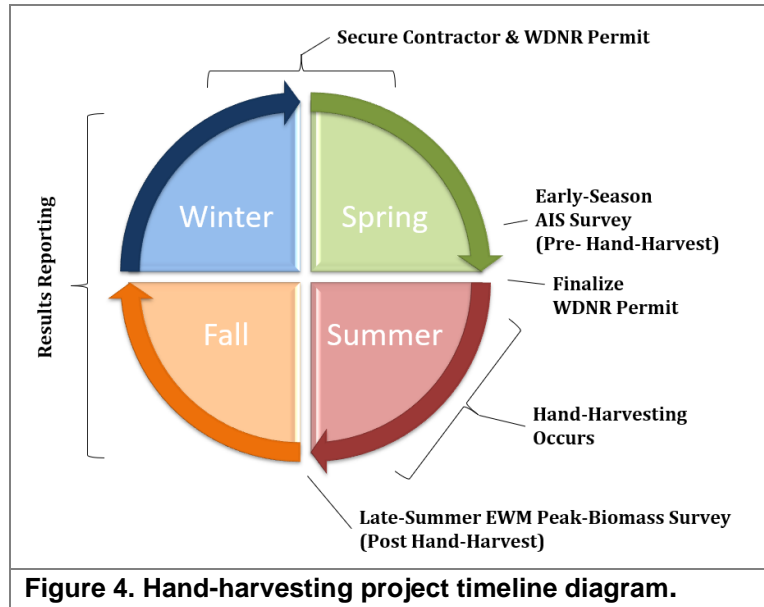 Secure Contractor & WDNR Permit
Winter
Spring
Early-Season
AIS Survey
(Pre- Hand-Harvest)
Results Reporting
Finalize
WDNR Permit
Fall
Summer
Hand-Harvesting
Occurs
Late-Summer EWM Peak-Biomass Survey
(Post Hand-Harvest)
Figure 4. Hand-harvesting project timeline diagram.